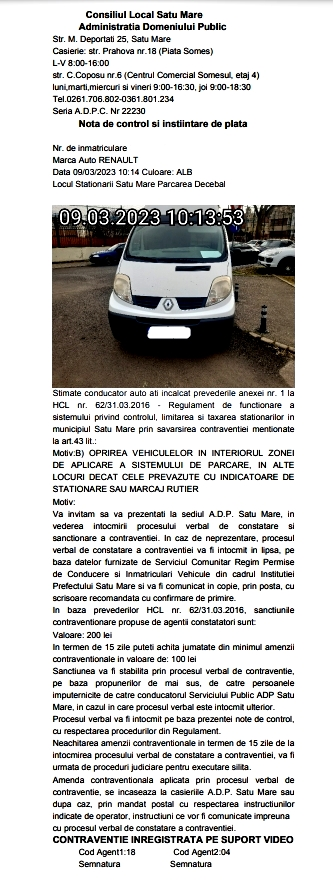 Consiliul Local Satu Mare
Administratia Domeniului Public
Str. M. Deportati 25, Satu Mare
Casierie: str. Prahova nr.18 (Piata Somes)
L-V 8:00-16:00
str. C.Coposu nr.6 (Centrul Comercial Somesul, etaj 4)
luni,marti,miercuri si vineri 9:00-16:30, joi 9:00-18:30
Tel.0261.706.802-0361.801.234
Seria A.D.P.C. Nr 22230
Nota de control si instiintare de plata
Nr. de inmatriculare
Marca Auto RENAULT
Data 09/03/2023 10:14 Culoare: ALB
Locul Stationarii Satu Mare Parcarea Decebal
09.03.2023 10:13:53
Stimate conducator auto ati incalcat prevederile anexei nr. 1 la
HCL nr. 62/31.03.2016 - Regulament de functionare a
sistemului privind controlul, limitarea si taxarea stationarilor in
municipiul Satu Mare prin savarsirea contraventiei mentionate
la art.43 lit.:
Motiv:B) OPRIREA VEHICULELOR IN INTERIORUL ZONEI
DE APLICARE A SISTEMULUI DE PARCARE, IN ALTE
LOCURI DECAT CELE PREVAZUTE CU INDICATOARE DE
STATIONARE SAU MARCAJ RUTIER
Motiv:
Va invitam sa va prezentati la sediul A.D.P. Satu Mare, in
vederea intocmirii procesului verbal de constatare si
sanctionare a contraventiei. In caz de neprezentare, procesul
verbal de constatare a contraventiei va fi intocmit in lipsa, pe
baza datelor furnizate de Serviciul Comunitar Regim Permise
de Conducere si Inmatriculari Vehicule din cadrul Institutiei
Prefectului Satu Mare si va fi comunicat in copie, prin posta, cu
scrisoare recomandata cu confirmare de primire.
In baza prevederilor HCL nr. 62/31.03.2016, sanctiunile
contraventionare propuse de agentii constatatori sunt:
Valoare: 200 lei
In termen de 15 zile puteti achita jumatate din minimul amenzii
contraventionale in valoare de: 100 lei
Sanctiunea va fi stabilita prin procesul verbal de contraventie,
pe baza propunerilor de mai sus, de catre persoanele
imputernicite de catre conducatorul Serviciului Public ADP Satu
Mare, in cazul in care procesul verbal este intocmit ulterior.
Procesul verbal va fi intocmit pe baza prezentei note de control,
cu respectarea procedurilor din Regulament.
Neachitarea amenzii contraventionale in termen de 15 zile de la
intocmirea procesului verbal de constatare a contraventiei, va fi
urmata de proceduri judiciare pentru executare silita.
Amenda contraventionala aplicata prin procesul verbal de
contraventie, se incaseaza la casieriile A.D.P. Satu Mare sau
dupa caz, prin mandat postal cu respectarea instructiunilor
indicate de operator, instructiuni ce vor fi comunicate impreuna
cu procesul verbal de constatare a contraventiei.
CONTRAVENTIE INREGISTRATA PE SUPORT VIDEO
Cod Agent1:18 Cod Agent2:04
Semnatura Semnatura